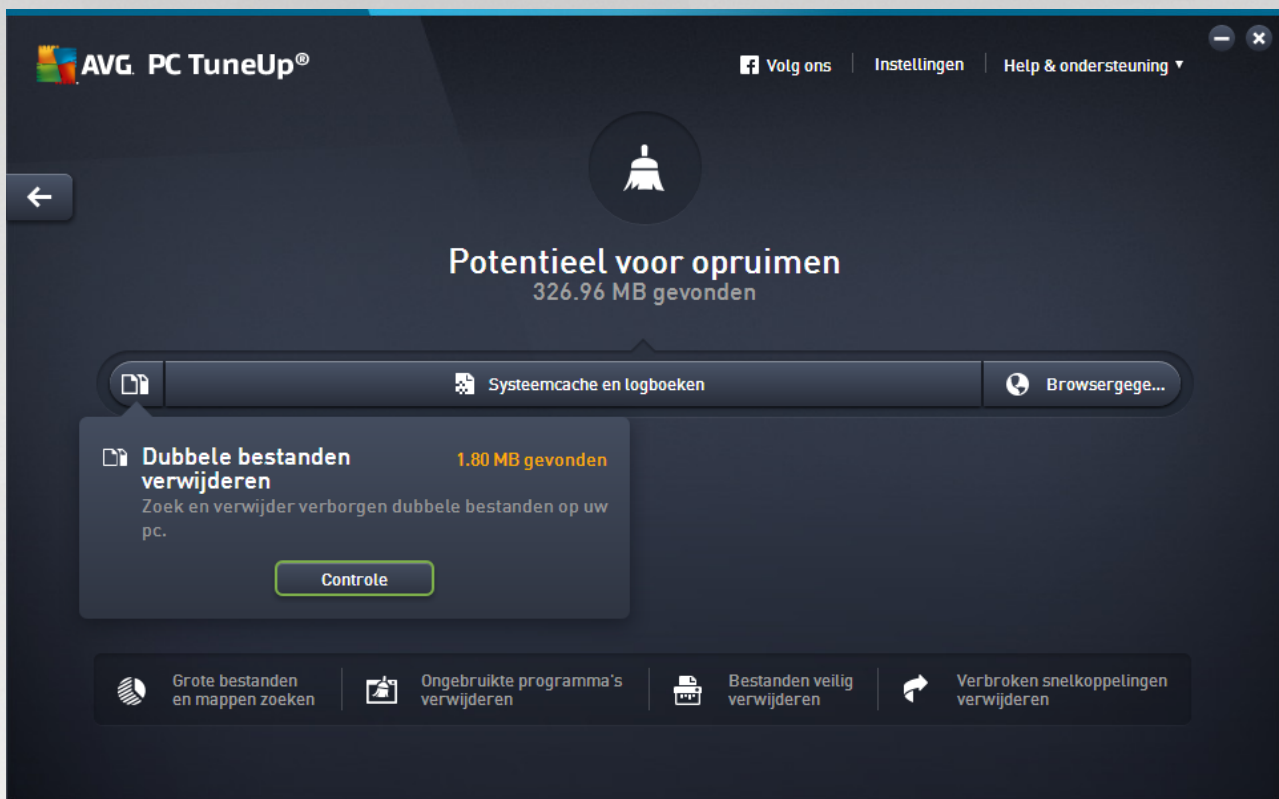 AVG. PC TuneUp®
Volg ons
Instellingen
Help & ondersteuning
Potentieel voor opruimen
326.96 MB gevonden
Systeemcache en logboeken
Browsergege...
Dubbele bestanden
verwijderen
1.80 MB gevonden
Zoek en verwijder verborgen dubbele bestanden op uw
pc.
Controle
Grote bestanden
en mappen zoeken
Ongebruikte programma's
verwijderen
Bestanden veilig
verwijderen
Verbroken snelkoppelingen
verwijderen